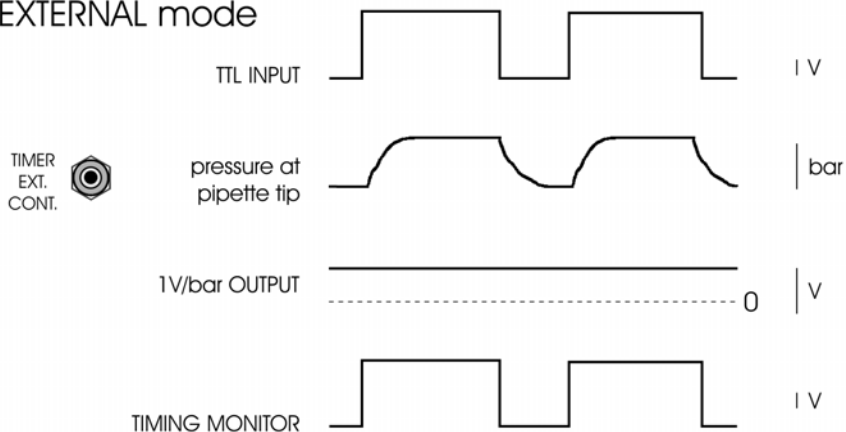 EXTERNAL mode
TTL INPUT
I V
TIMER
EXT.
CONT.
pressure at
pipette tip
bar
1V/bar OUTPUT
0
V
TIMING MONITOR
I V